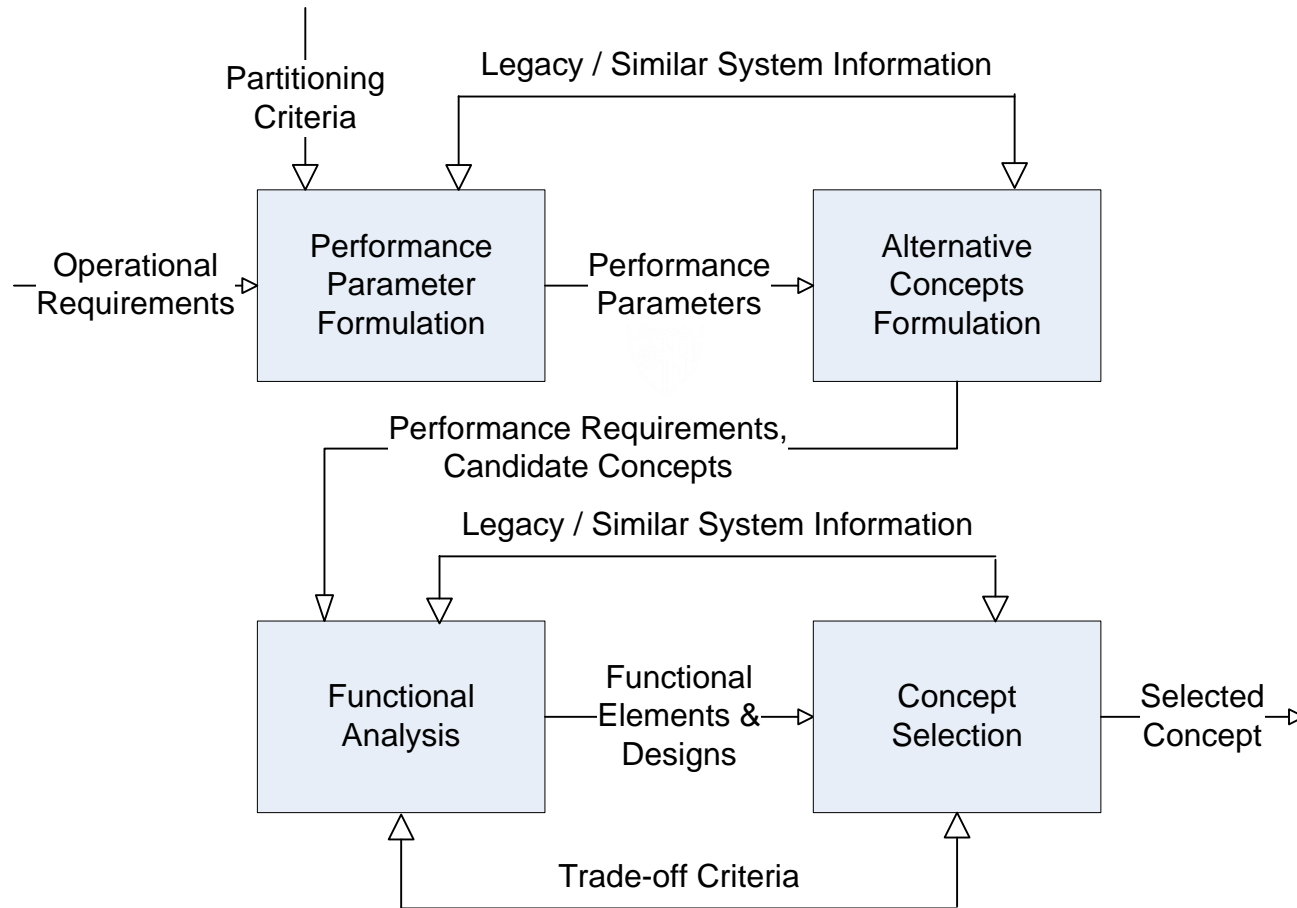 Partitioning
Criteria
Legacy / Similar System Information
Operational
Requirements
Performance
Parameter
Formulation
Performance
Parameters
Alternative
Concepts
Formulation
Performance Requirements,
Candidate Concepts
Legacy / Similar System Information
Functional
Analysis
Functional
Elements &
Designs
Concept
Selection
Selected
Concept
Trade-off Criteria